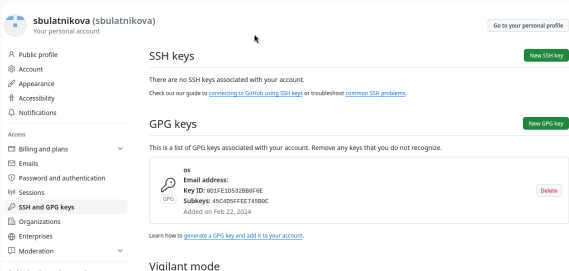 sbulatnikova (sbulatnikova)
Your personal account
Go to your personal profile
Public profile
Account
Appearance
Accessibility
Notifications
Access
Billing and plans
Emails
Password and authentication
Sessions
SSH and GPG keys
Organizations
Enterprises
Moderation
SSH keys
New SSH key
There are no SSH keys associated with your account.
Check out our guide to connecting to GitHub using SSH keys or troubleshoot common SSH problems.
GPG keys
New GPG key
This is a list of GPG keys associated with your account. Remove any keys that you do not recognize.
os
Email address:
Key ID: 0D1FE1D532BB8F0E
Subkeys: 45C4D5FFEE745B0C
Added on Feb 22, 2024
GPG
Delete
Learn how to generate a GPG key and add it to your account.
Vigilant mode